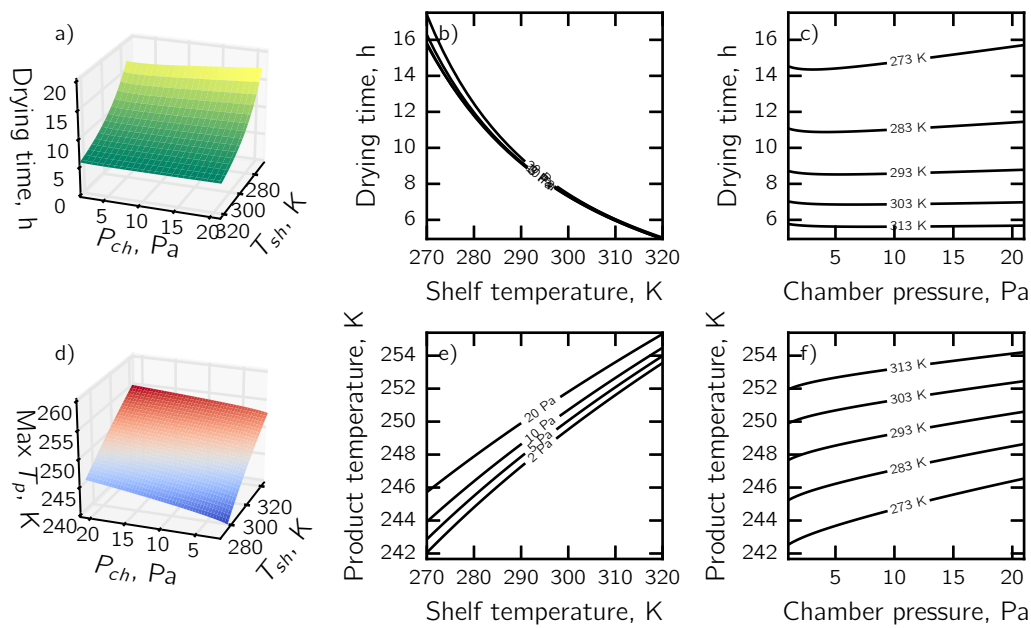 a)
Drying time, h
20
15
10
5
0
5
10
15
20
P_ch, Pa
280
300
320
T_sh, K
b)
Drying time, h
16
14
12
10
8
6
270 280 290 300 310 320
Shelf temperature, K
c)
Drying time, h
16
14
12
10
8
6
273 K
283 K
293 K
303 K
313 K
5 10 15 20
Chamber pressure, Pa
d)
Max T̅_p, K
260
255
250
245
240
20
15
10
5
P_ch, Pa
320
300
280
T_sh, K
e)
Product temperature, K
254
252
250
248
246
244
242
20 Pa
10 Pa
5 Pa
2 Pa
270 280 290 300 310 320
Shelf temperature, K
f)
Product temperature, K
254
252
250
248
246
244
242
313 K
303 K
293 K
283 K
273 K
5 10 15 20
Chamber pressure, Pa